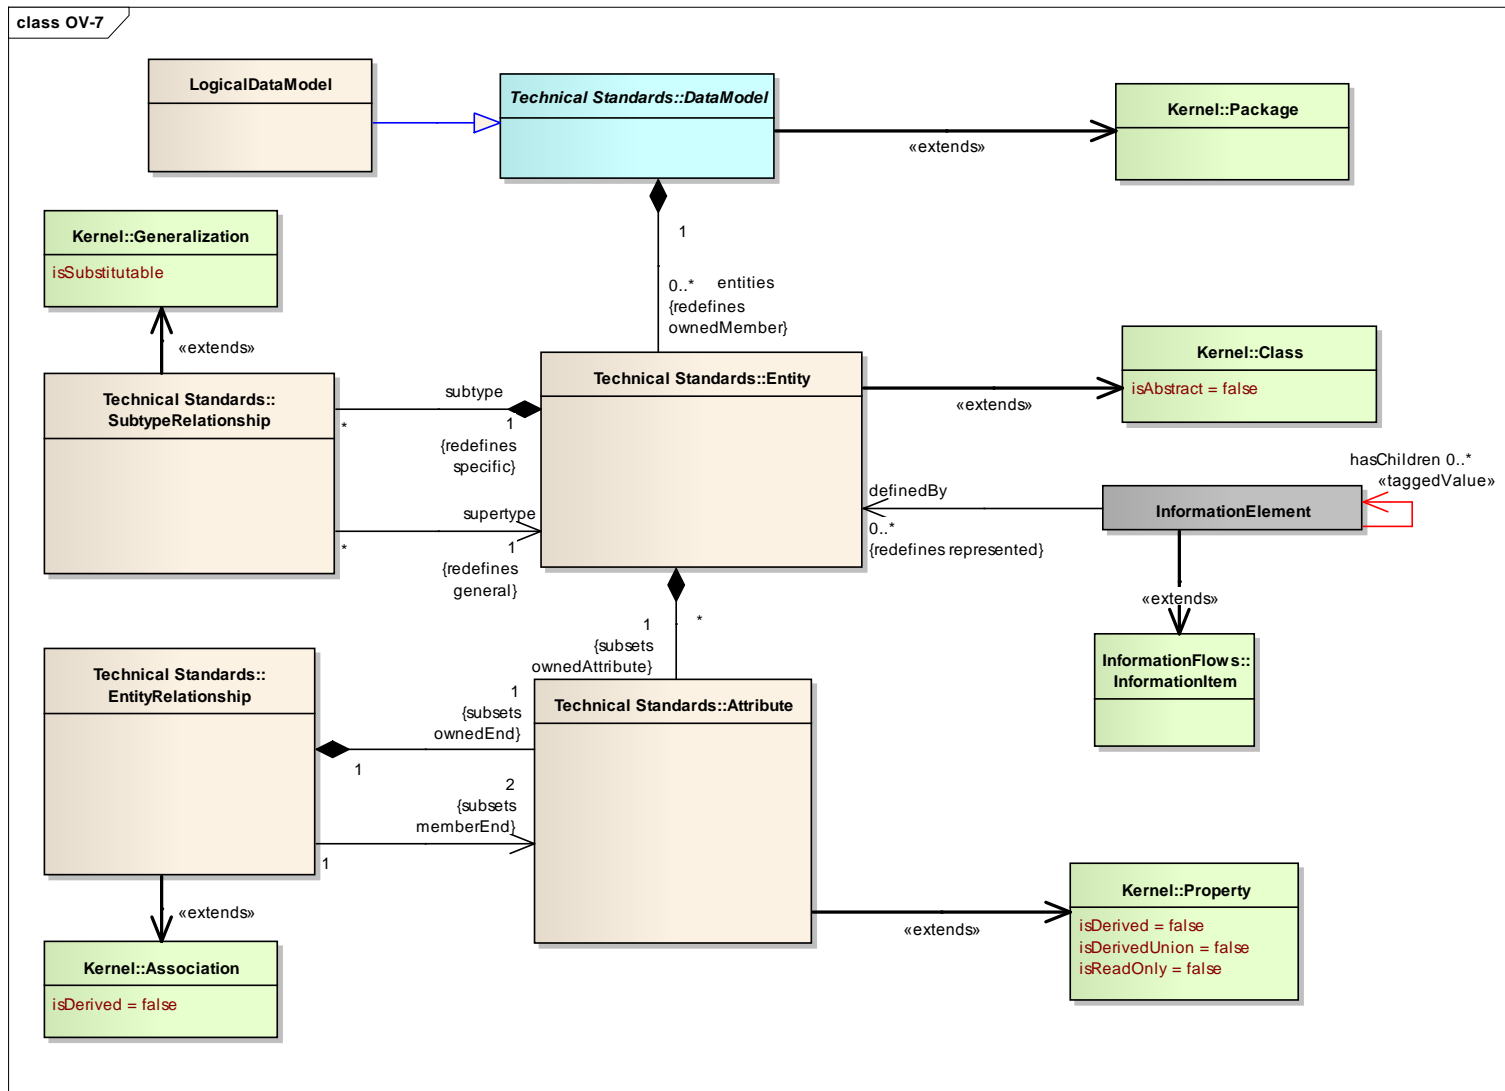 class OV-7
LogicalDataModel
Technical Standards::DataModel
Kernel::Package
«extends»
1
0..* entities
{redefines
ownedMember}
Kernel::Generalization
isSubstitutable
«extends»
Technical Standards::
SubtypeRelationship
subtype
*
1
{redefines
specific}
supertype
*
1
{redefines
general}
Technical Standards::Entity
Kernel::Class
isAbstract = false
«extends»
hasChildren 0..*
«taggedValue»
definedBy
0..*
{redefines represented}
InformationElement
«extends»
InformationFlows::
InformationItem
1
*
{subsets
ownedAttribute}
Technical Standards::
EntityRelationship
1
{subsets
ownedEnd}
1
2
{subsets
memberEnd}
1
Technical Standards::Attribute
«extends»
Kernel::Association
isDerived = false
«extends»
Kernel::Property
isDerived = false
isDerivedUnion = false
isReadOnly = false